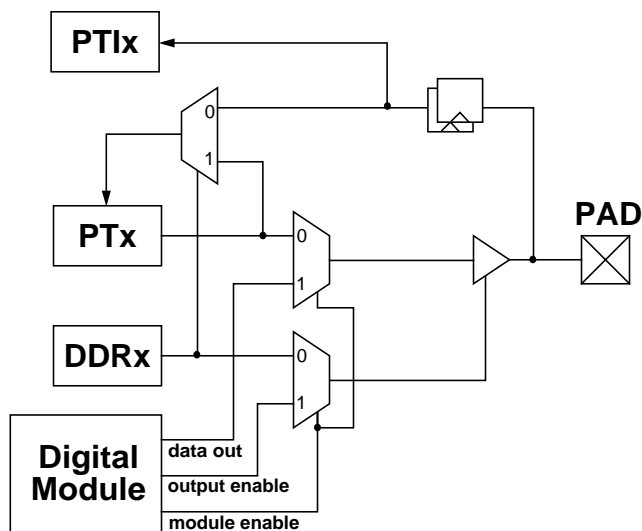 PTIx
0
1
PTx
PAD
0
1
DDRx
0
1
Digital
Module
data out
output enable
module enable